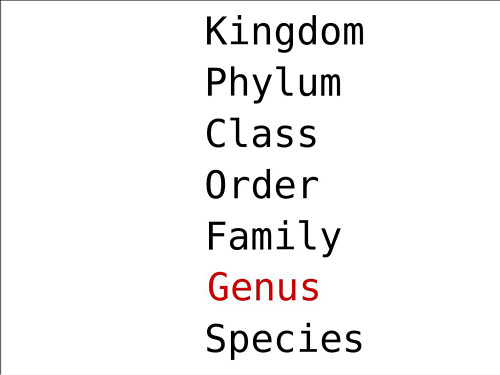 Kingdom
Phylum
Class
Order
Family
Genus
Species